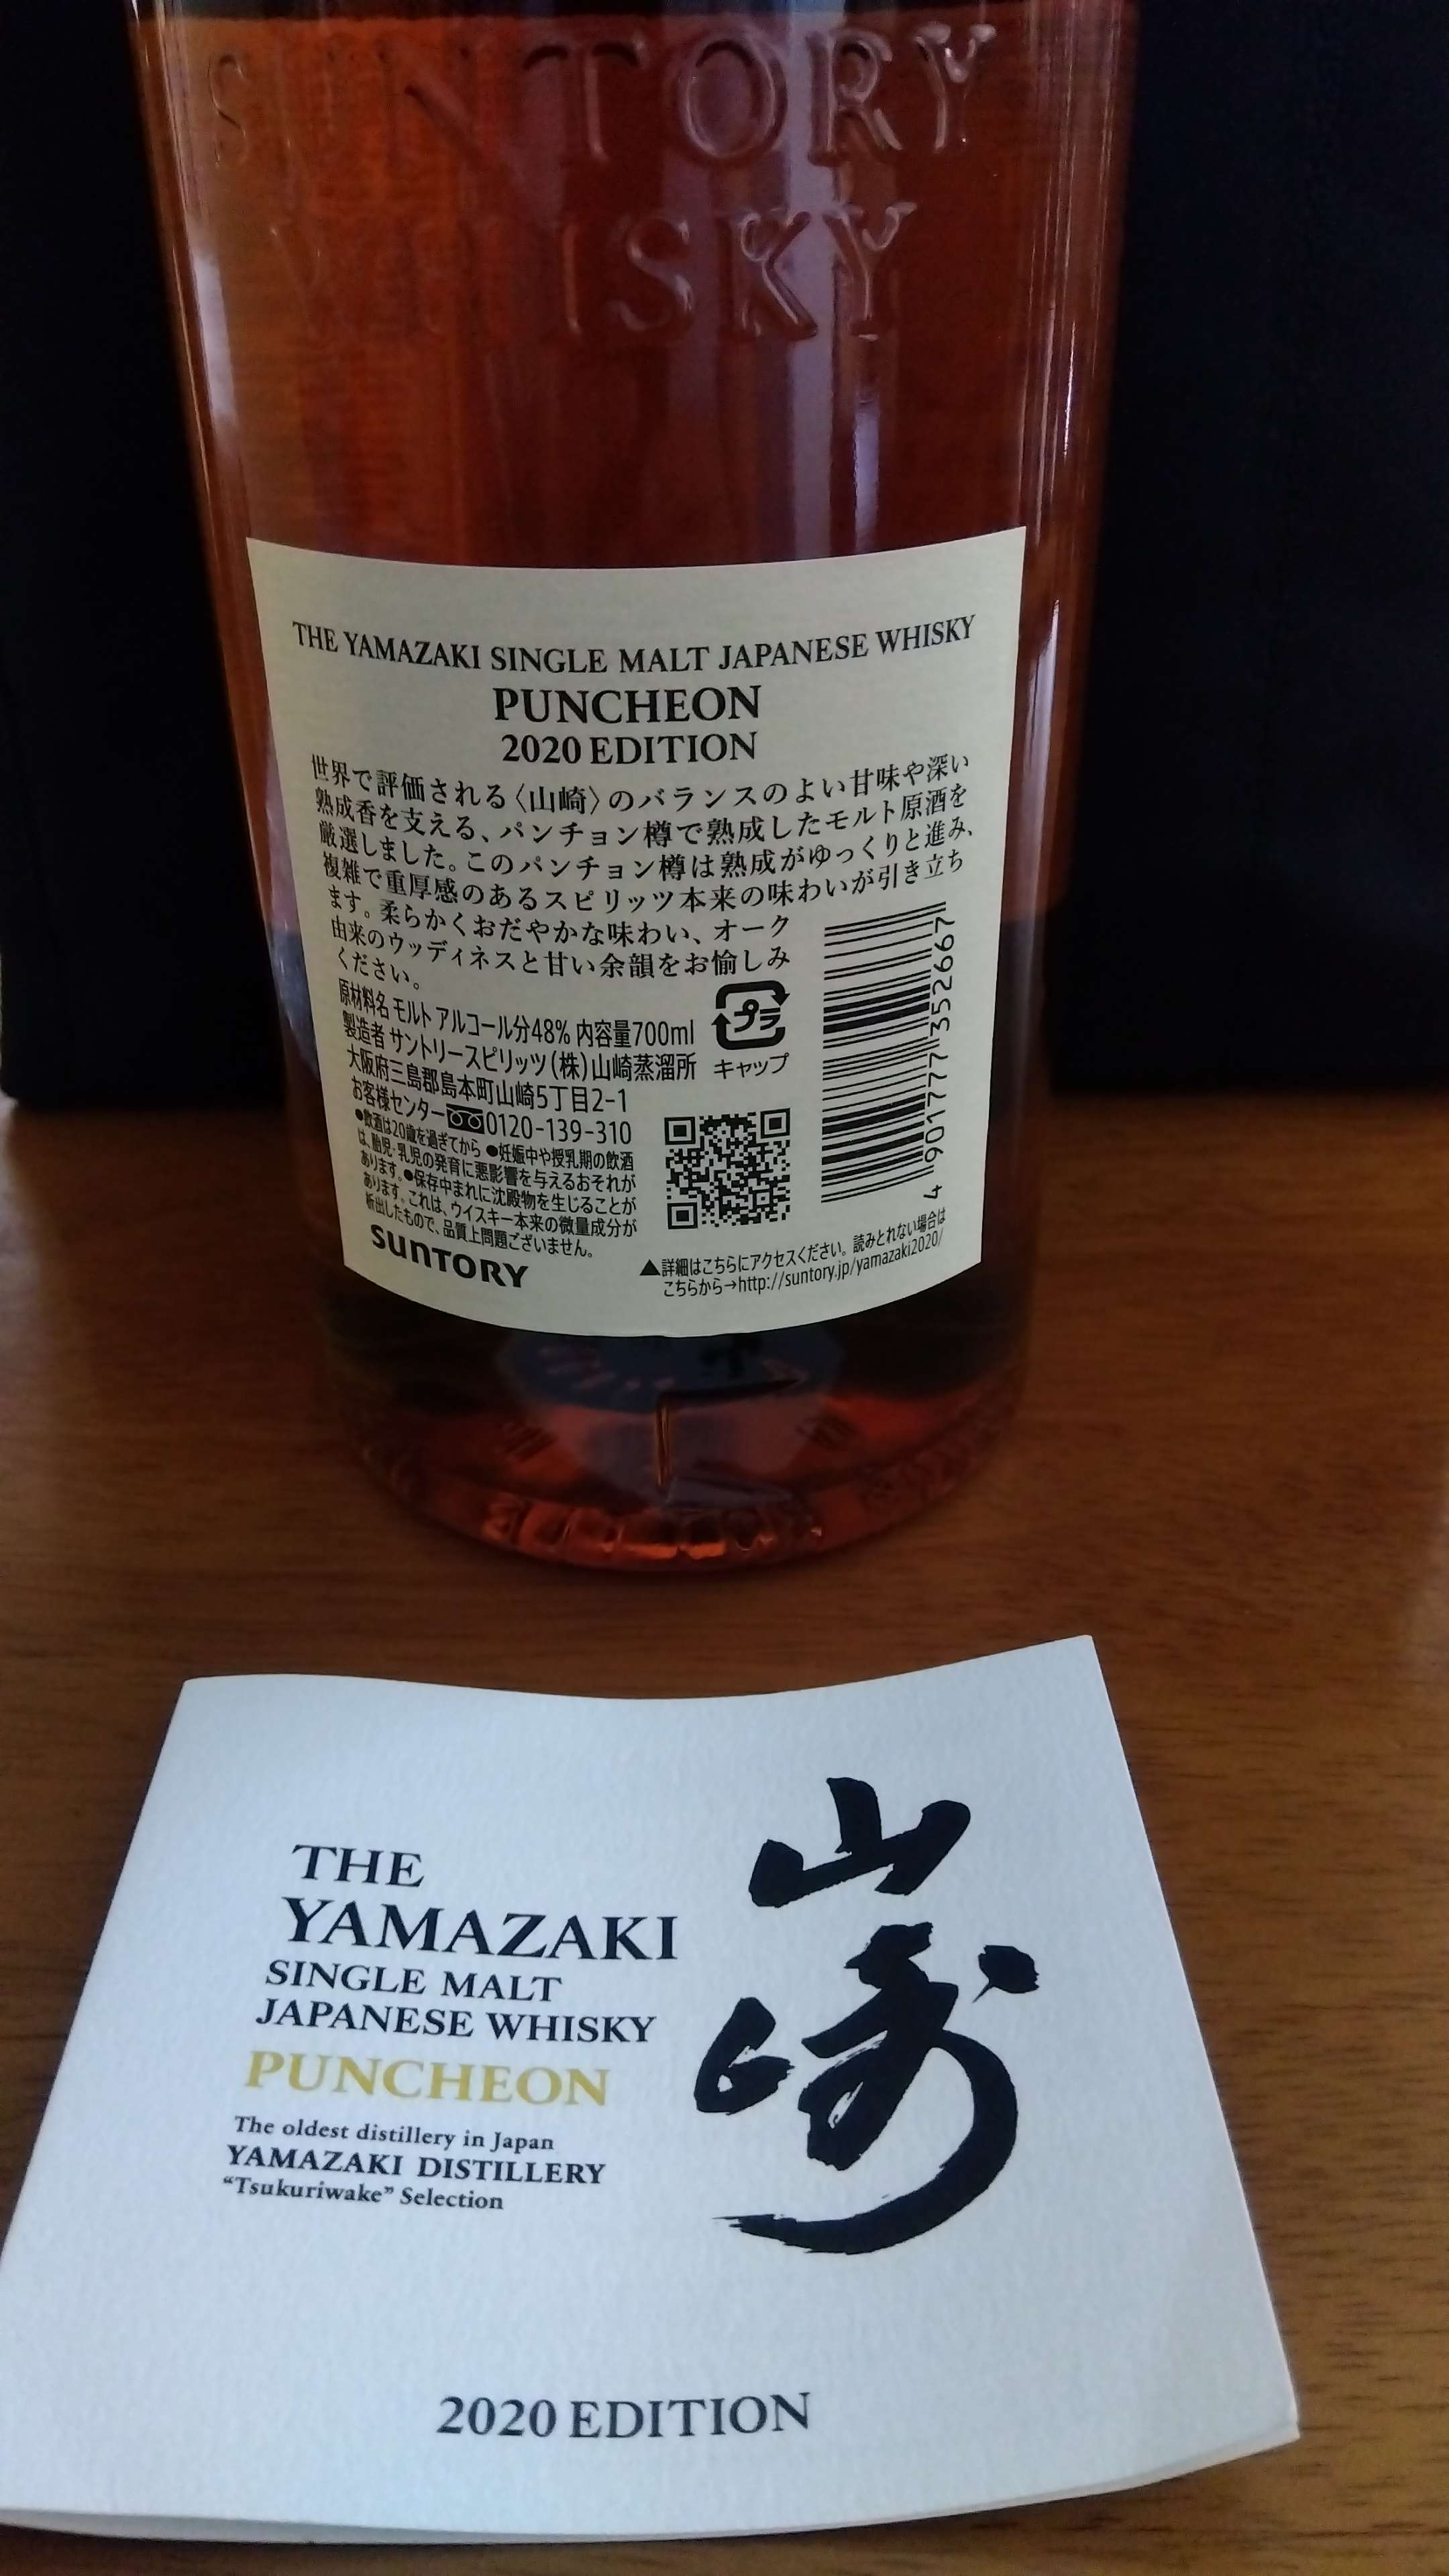 SUNTORY
WHISKY
THE YAMAZAKI SINGLE MALT JAPANESE WHISKY
PUNCHEON
2020 EDITION
世界で評価される〈山崎〉のバランスのよい甘味や深い
熟成香を支える、パンチョン樽で熟成したモルト原酒を
厳選しました。このパンチョン樽は熟成がゆっくりと進み、
複雑で重厚感のあるスピリッツ本来の味わいが引き立ち
ます。柔らかくおだやかな味わい、オーク
由来のウッディネスと甘い余韻をお愉しみ
ください。
原材料名 モルト アルコール分48% 内容量700ml
製造者 サントリースピリッツ(株)山崎蒸溜所
大阪府三島郡島本町山崎5丁目2-1
お客様センター 0120-139-310
●飲酒は20歳を過ぎてから ●妊娠中や授乳期の飲酒
は、胎児・乳児の発育に悪影響を与えるおそれが
あります。●保存中まれに沈殿物を生じることが
あります。これは、ウイスキー本来の微量成分が
析出したもので、品質上問題ございません。
SUNTORY
プラ
キャップ
4 901777 352667
▲詳細はこちらにアクセスください。読みとれない場合は
こちらから→http://suntory.jp/yamazaki2020/
THE
YAMAZAKI
SINGLE MALT
JAPANESE WHISKY
PUNCHEON
The oldest distillery in Japan
YAMAZAKI DISTILLERY
“Tsukuriwake” Selection
山崎
2020 EDITION